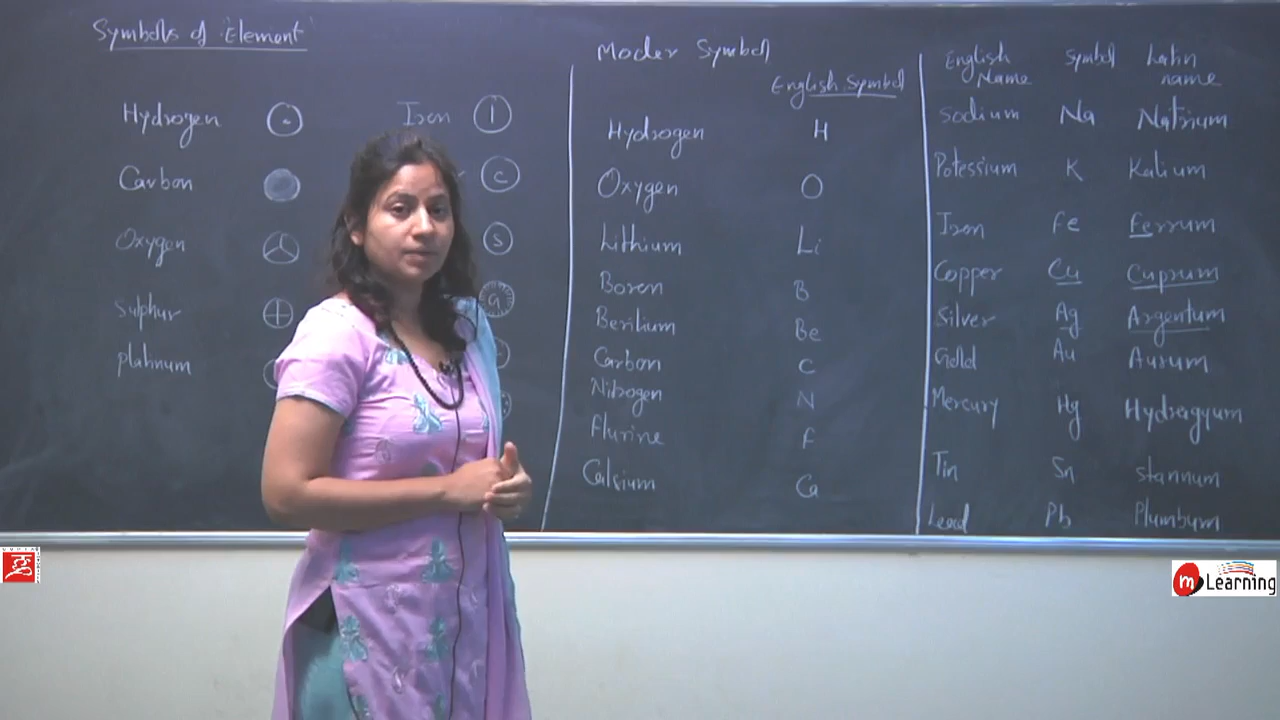 Symbols of 'Element'
Hydrogen
Iron I
Carbon
C
Oxygen
S
Sulphur
G
Platinum
Moder Symbol
English Symbol
Hydrogen H
Oxygen O
Lithium Li
Boron B
Berilium Be
Carbon C
Nitrogen N
Flurine F
Calsium Ca
English Name Symbol Latin name
Sodium Na Natrium
Potessium K Kalium
Iron Fe Ferrum
Copper Cu Cuprum
Silver Ag Argentum
Gold Au Aurum
Mercury Hg Hydragyum
Tin Sn stannum
Lead Pb Plumbum
m Learning